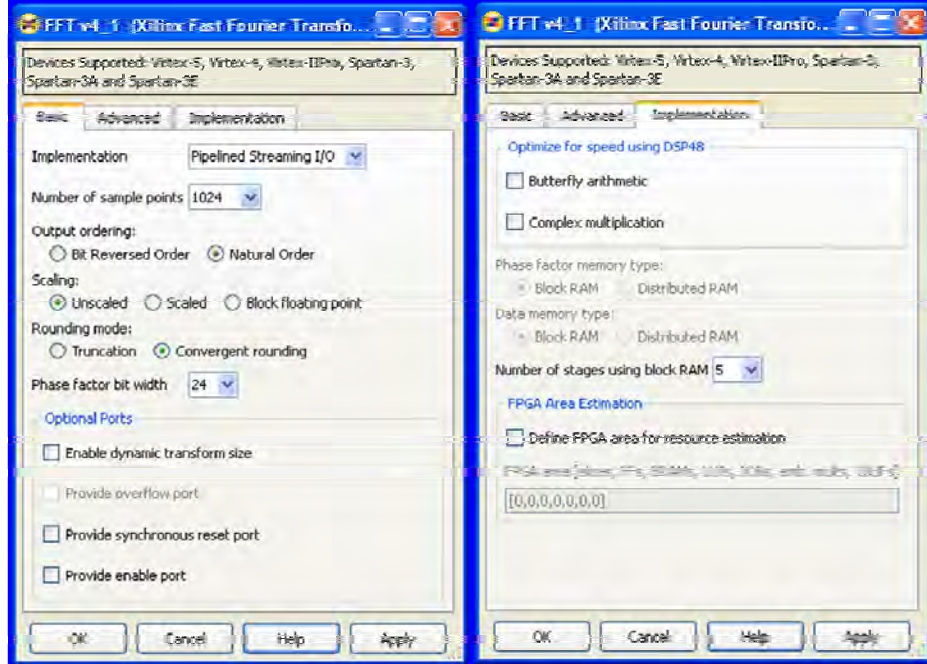 FFT v4_1 (Xilinx Fast Fourier Transfo...
Devices Supported: Virtex-5, Virtex-4, Virtex-IIPro, Spartan-3,
Spartan-3A and Spartan-3E
Basic Advanced Implementation
Implementation Pipelined Streaming I/O
Number of sample points 1024
Output ordering:
Bit Reversed Order Natural Order
Scaling:
Unscaled Scaled Block floating point
Rounding mode:
Truncation Convergent rounding
Phase factor bit width 24
Optional Ports
Enable dynamic transform size
Provide overflow port
Provide synchronous reset port
Provide enable port
OK Cancel Help Apply
FFT v4_1 (Xilinx Fast Fourier Transfo...
Devices Supported: Virtex-5, Virtex-4, Virtex-IIPro, Spartan-3,
Spartan-3A and Spartan-3E
Basic Advanced Implementation
Optimize for speed using DSP48
Butterfly arithmetic
Complex multiplication
Phase factor memory type:
Block RAM Distributed RAM
Data memory type:
Block RAM Distributed RAM
Number of stages using block RAM 5
FPGA Area Estimation
Define FPGA area for resource estimation
FPGA area
[0,0,0,0,0,0,0]
OK Cancel Help Apply